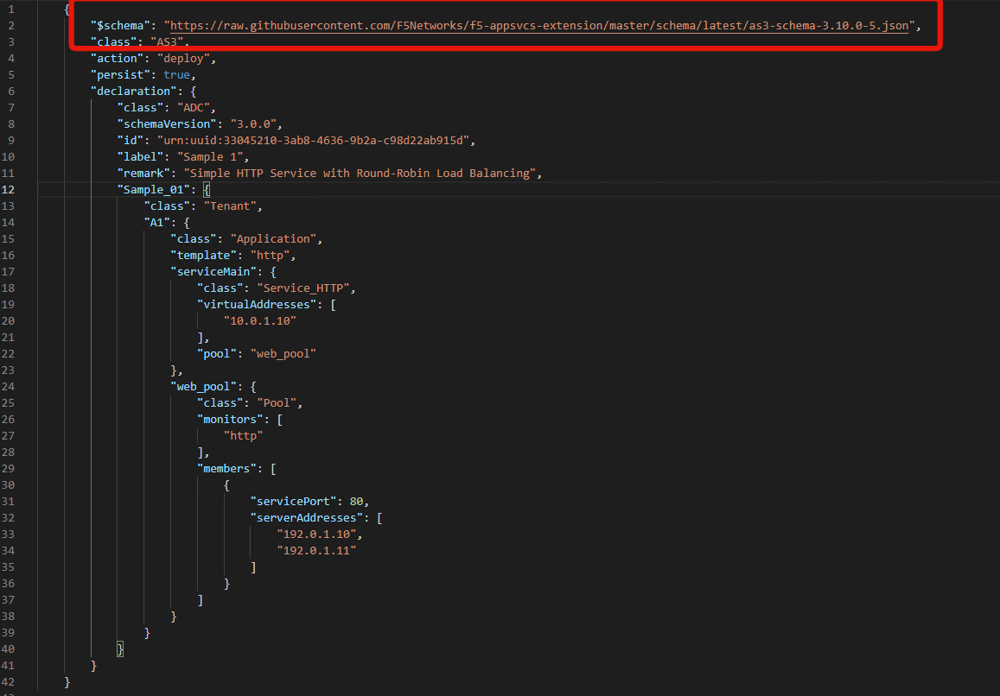 1 {
2 "$schema": "https://raw.githubusercontent.com/F5Networks/f5-appsvcs-extension/master/schema/latest/as3-schema-3.10.0-5.json",
3 "class": "AS3",
4 "action": "deploy",
5 "persist": true,
6 "declaration": {
7 "class": "ADC",
8 "schemaVersion": "3.0.0",
9 "id": "urn:uuid:33045210-3ab8-4636-9b2a-c98d22ab915d",
10 "label": "Sample 1",
11 "remark": "Simple HTTP Service with Round-Robin Load Balancing",
12 "Sample_01": {
13 "class": "Tenant",
14 "A1": {
15 "class": "Application",
16 "template": "http",
17 "serviceMain": {
18 "class": "Service_HTTP",
19 "virtualAddresses": [
20 "10.0.1.10"
21 ],
22 "pool": "web_pool"
23 },
24 "web_pool": {
25 "class": "Pool",
26 "monitors": [
27 "http"
28 ],
29 "members": [
30 {
31 "servicePort": 80,
32 "serverAddresses": [
33 "192.0.1.10",
34 "192.0.1.11"
35 ]
36 }
37 ]
38 }
39 }
40 }
41 }
42 }